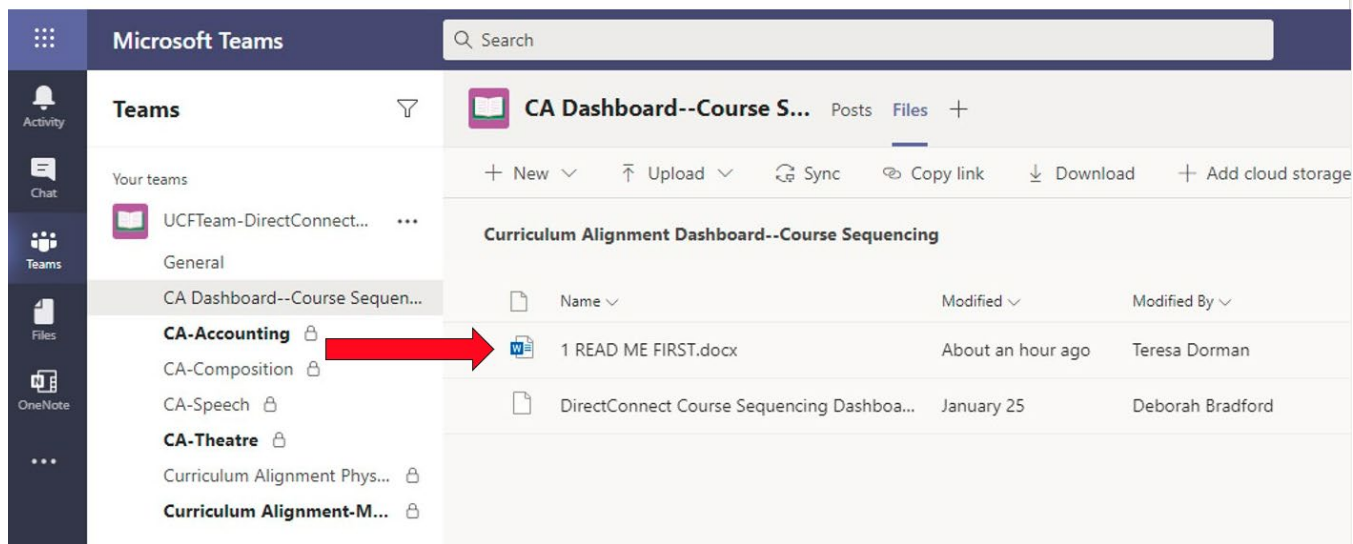 Microsoft Teams
Search
Activity
Chat
Teams
Files
OneNote
Teams
Your teams
UCFTeam-DirectConnect...
General
CA Dashboard--Course Sequen...
CA-Accounting
CA-Composition
CA-Speech
CA-Theatre
Curriculum Alignment Phys...
Curriculum Alignment-M...
CA Dashboard--Course S... Posts Files
New Upload Sync Copy link Download Add cloud storage
Curriculum Alignment Dashboard--Course Sequencing
Name Modified Modified By
1 READ ME FIRST.docx About an hour ago Teresa Dorman
DirectConnect Course Sequencing Dashboa... January 25 Deborah Bradford